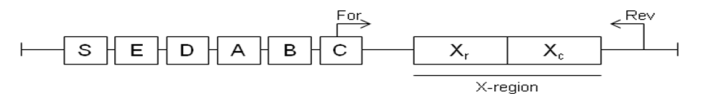 For Rev
S E D A B C Xr Xc
X-region